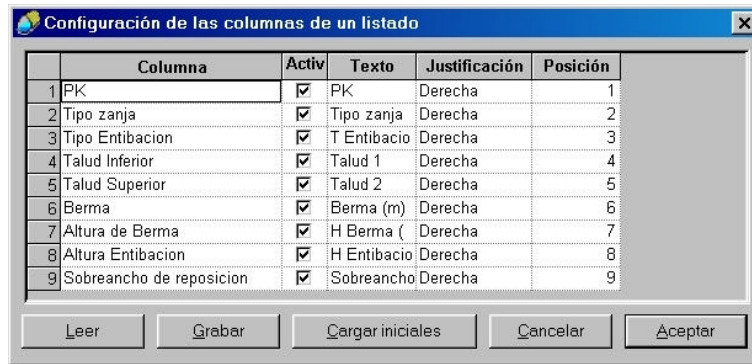 Configuración de las columnas de un listado
Columna Activ Texto Justificación Posición
1 PK PK Derecha 1
2 Tipo zanja Tipo zanja Derecha 2
3 Tipo Entibacion T Entibacio Derecha 3
4 Talud Inferior Talud 1 Derecha 4
5 Talud Superior Talud 2 Derecha 5
6 Berma Berma (m) Derecha 6
7 Altura de Berma H Berma ( Derecha 7
8 Altura Entibacion H Entibacio Derecha 8
9 Sobreancho de reposicion Sobreancho Derecha 9
Leer Grabar Cargar iniciales Cancelar Aceptar